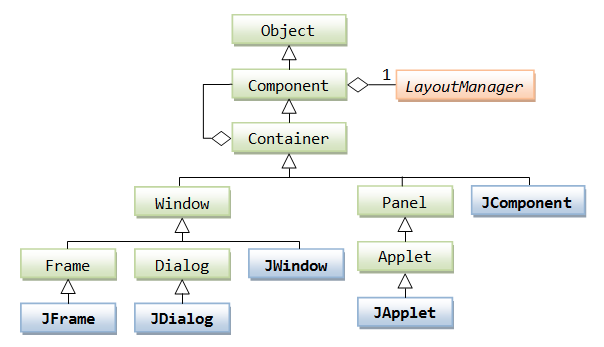 Object
Component
1
LayoutManager
Container
Window
Panel
JComponent
Frame
Dialog
JWindow
Applet
JFrame
JDialog
JApplet